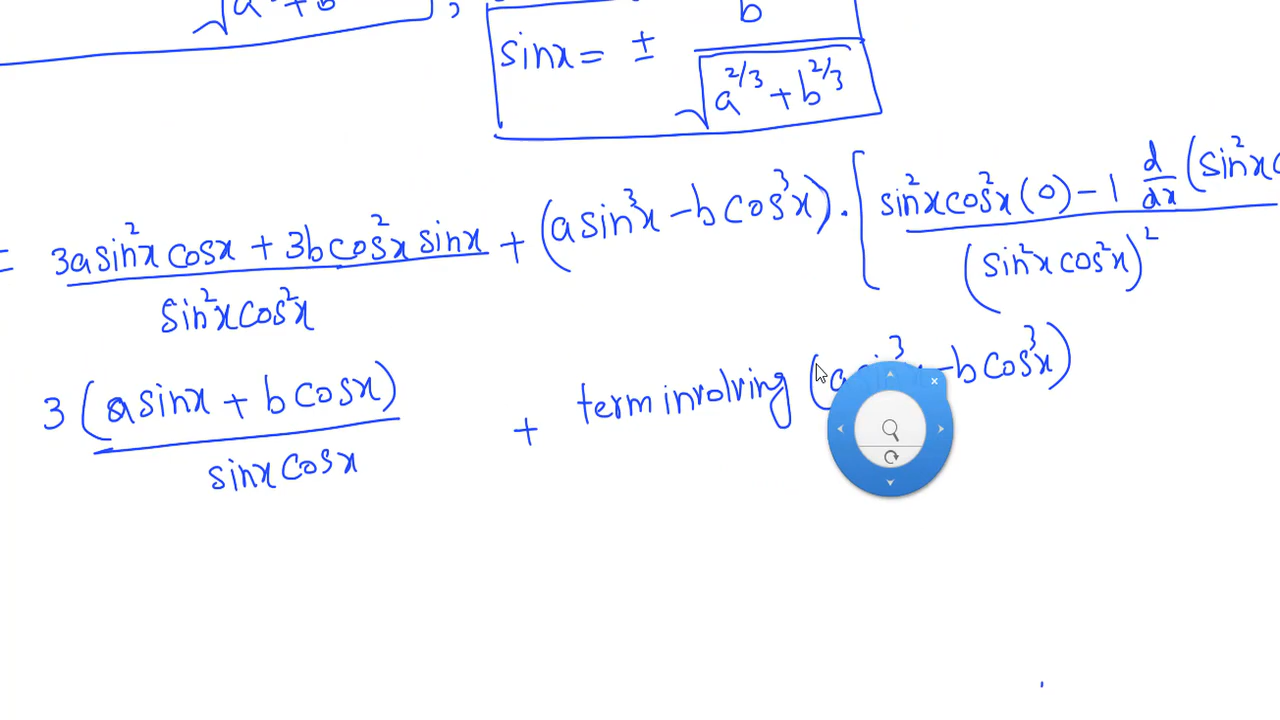 √(a + b ,
sinx = ± b / √(a^2/3 + b^2/3)
= (3a sin²x cosx + 3b cos²x sinx) / (sin²x cos²x) + (a sin³x - b cos³x) . [ (sin²x cos²x (0) - 1 d/dx (sin²x c / (sin²x cos²x)²
3 (a sinx + b cosx) / (sinx cosx) + term involving (a sin³x - b cos³x)